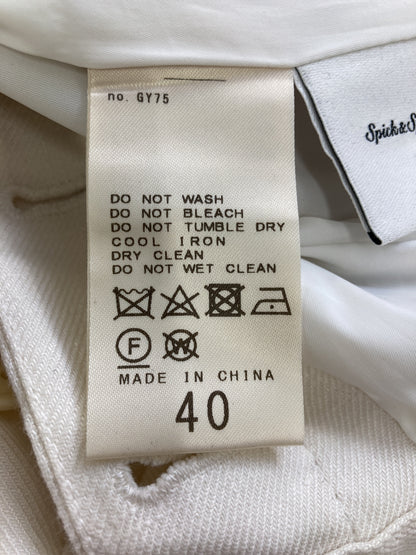 no. GY75
Spick&S
DO NOT WASH
DO NOT BLEACH
DO NOT TUMBLE DRY
COOL IRON
DRY CLEAN
DO NOT WET CLEAN
F W
MADE IN CHINA
40